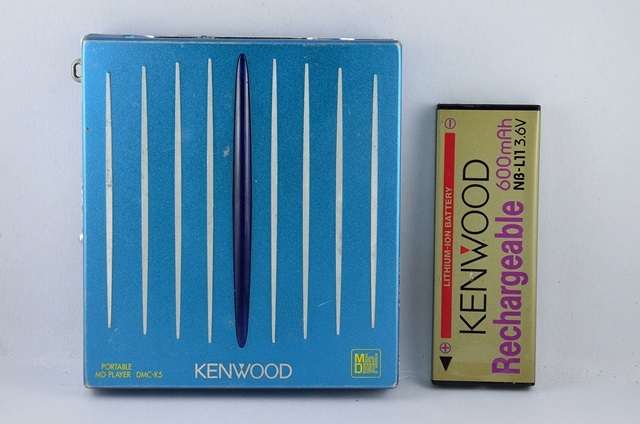 PORTABLE
MD PLAYER DMC-K5
KENWOOD
MD
LITHIUM-ION BATTERY
KENWOOD
Rechargeable
600mAh
NB-L11 3.6V